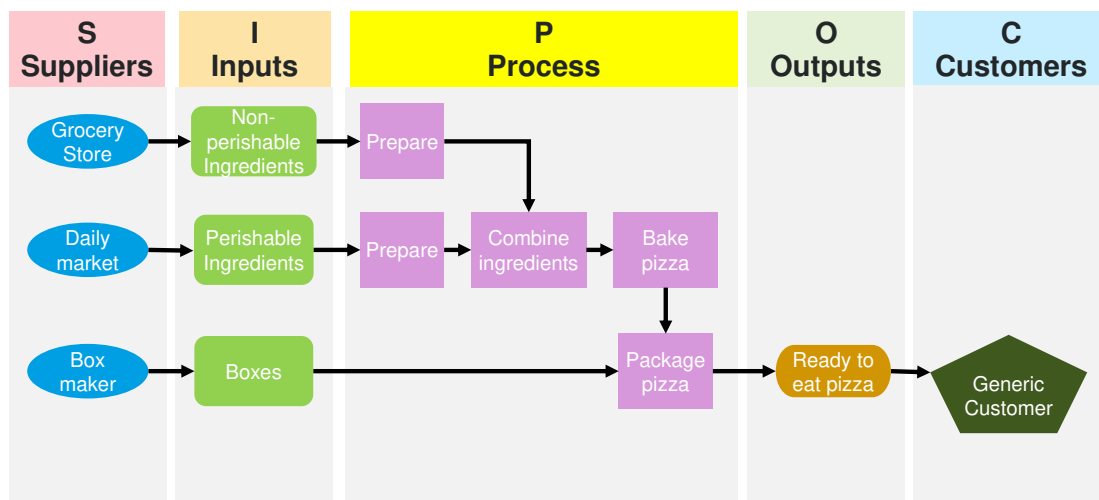 S
Suppliers
I
Inputs
P
Process
O
Outputs
C
Customers
Grocery
Store
Non-
perishable
Ingredients
Prepare
Daily
market
Perishable
Ingredients
Prepare
Combine
ingredients
Bake
pizza
Box
maker
Boxes
Package
pizza
Ready to
eat pizza
Generic
Customer